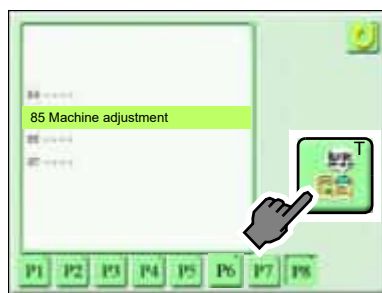 84 -----
85 Machine adjustment
86 -----
87 -----
T
P1 P2 P3 P4 P5 P6 P7 P8